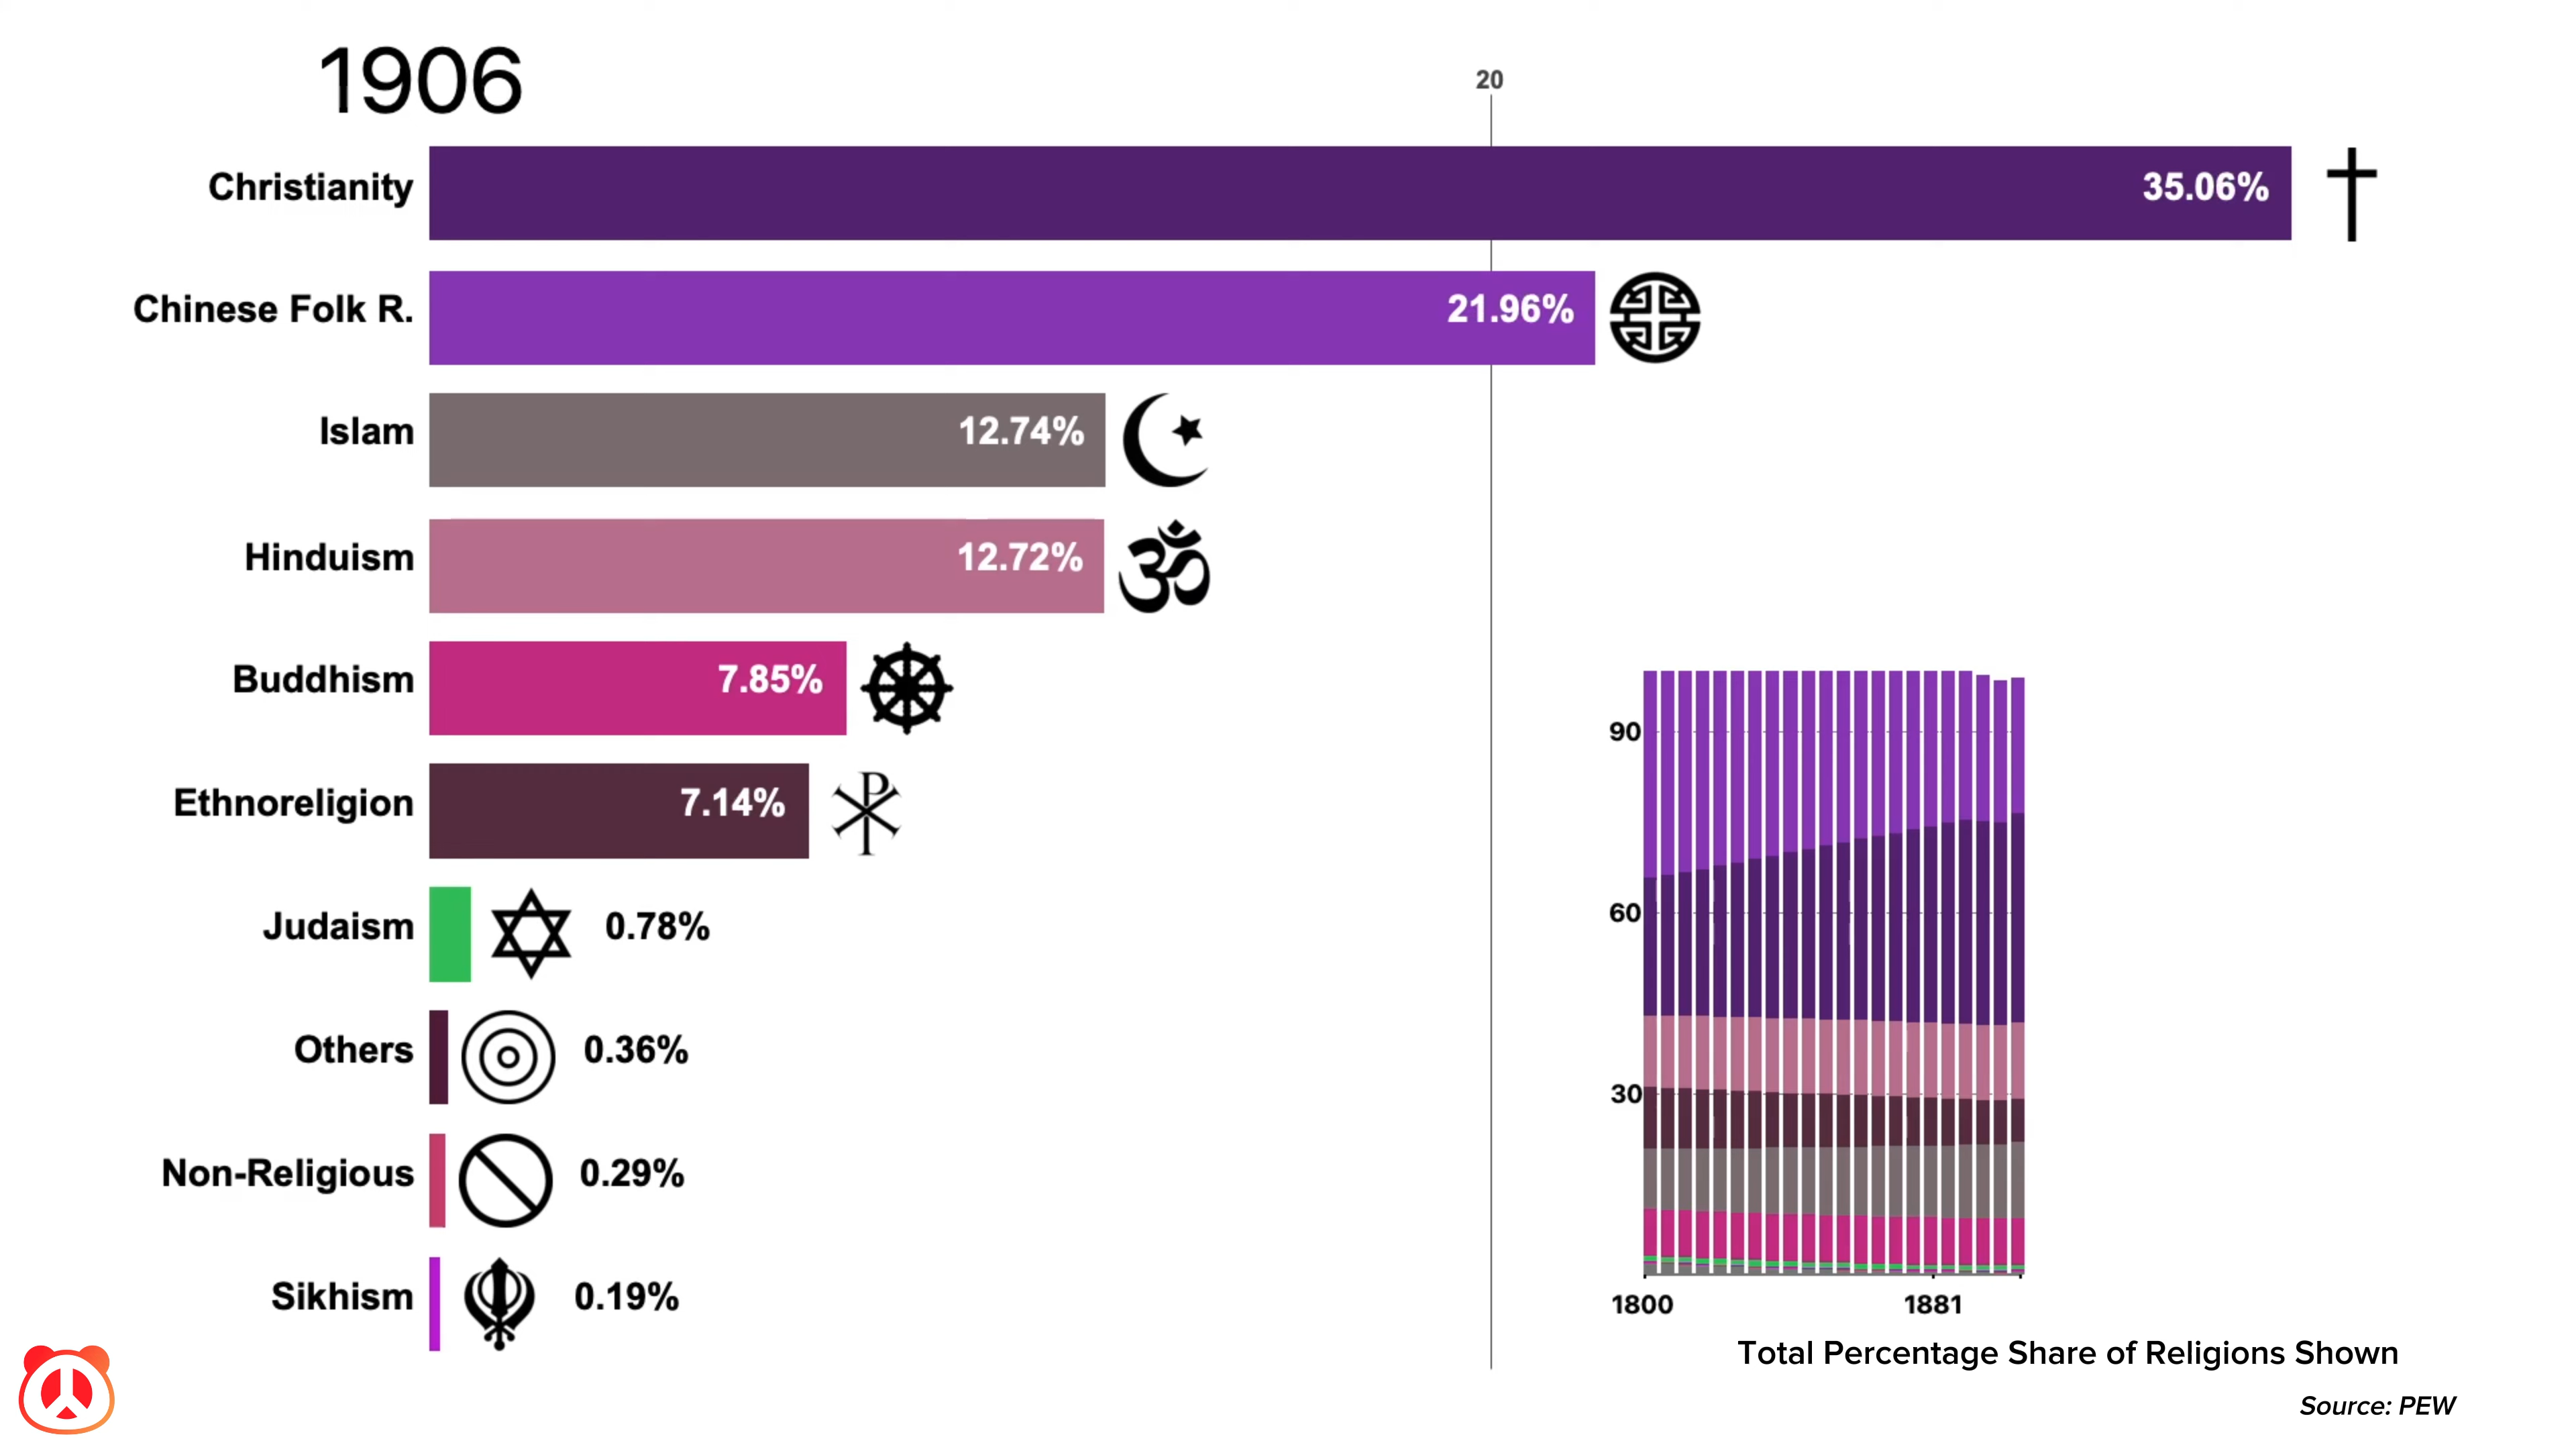 1906
20
Christianity 35.06%
Chinese Folk R. 21.96%
Islam 12.74%
Hinduism 12.72%
Buddhism 7.85%
Ethnoreligion 7.14%
Judaism 0.78%
Others 0.36%
Non-Religious 0.29%
Sikhism 0.19%
90
60
30
1800 1881
Total Percentage Share of Religions Shown
Source: PEW